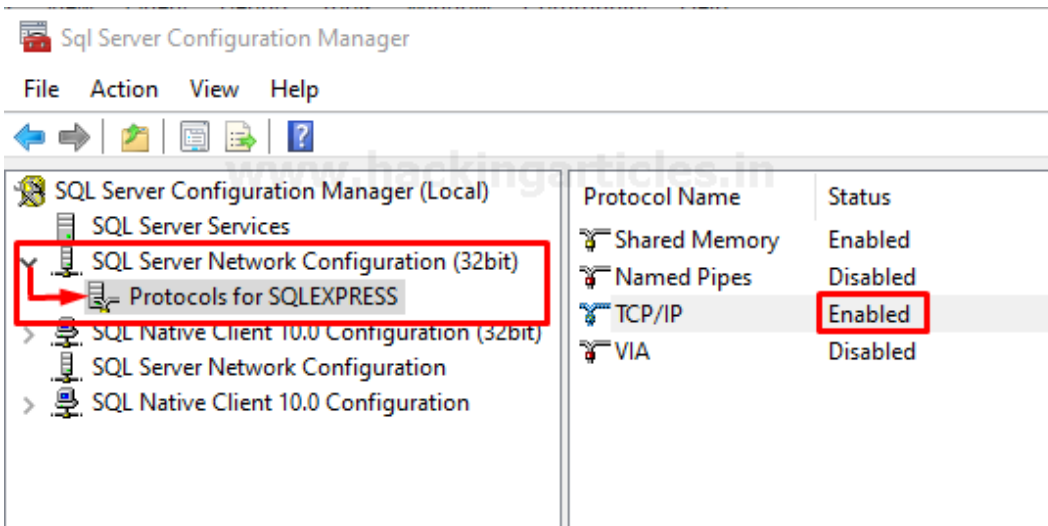 Sql Server Configuration Manager
File Action View Help
www.hackingarticles.in
SQL Server Configuration Manager (Local)
SQL Server Services
SQL Server Network Configuration (32bit)
Protocols for SQLEXPRESS
SQL Native Client 10.0 Configuration (32bit)
SQL Server Network Configuration
SQL Native Client 10.0 Configuration
Protocol Name Status
Shared Memory Enabled
Named Pipes Disabled
TCP/IP Enabled
VIA Disabled